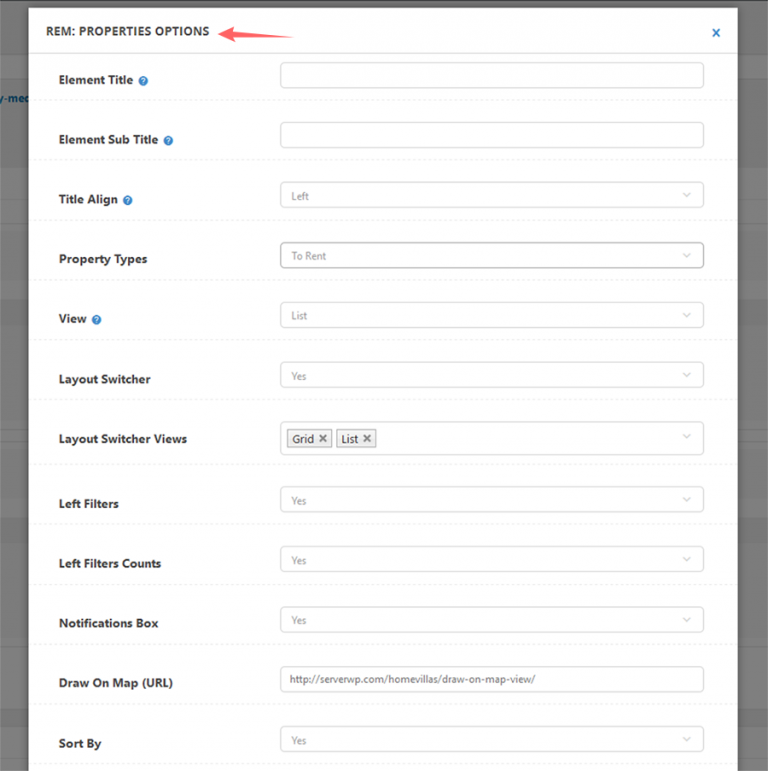 REM: PROPERTIES OPTIONS
×
y-med
Element Title ?
Element Sub Title ?
Title Align ?
Left
Property Types
To Rent
View ?
List
Layout Switcher
Yes
Layout Switcher Views
Grid × List ×
Left Filters
Yes
Left Filters Counts
Yes
Notifications Box
Yes
Draw On Map (URL)
http://serverwp.com/homevillas/draw-on-map-view/
Sort By
Yes